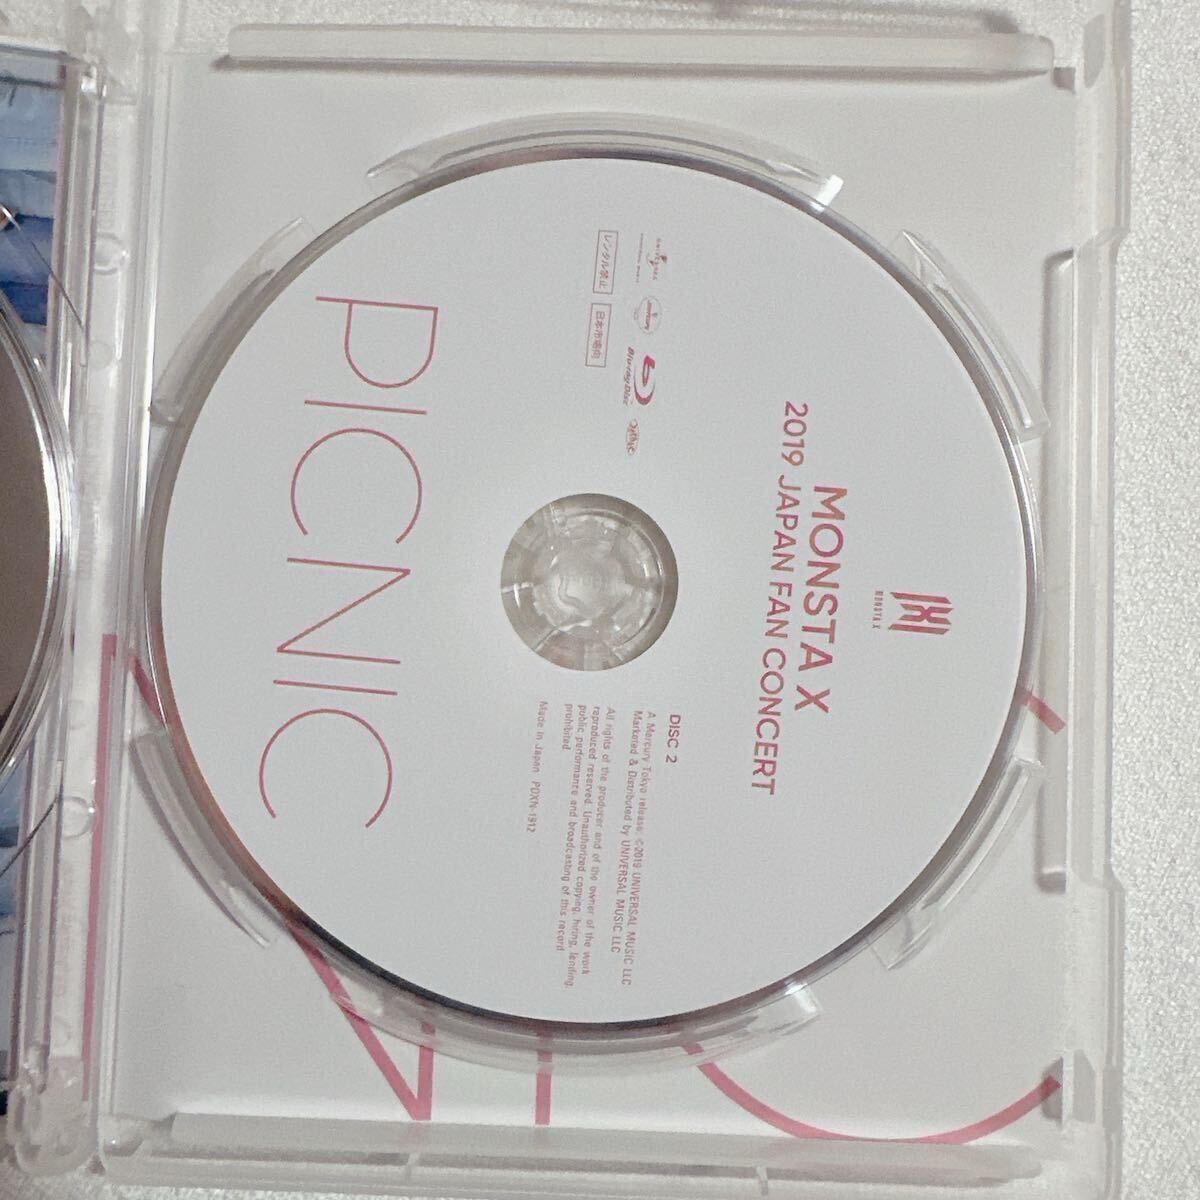 MONSTA X
MONSTA X
2019 JAPAN FAN CONCERT
UNIVERSAL
Blu-ray Disc
レンタル禁止
日本市場向
DISC 2
A Mercury Tokyo release; ©2019 UNIVERSAL MUSIC LLC
Marketed & Distributed by UNIVERSAL MUSIC LLC
All rights of the producer and of the owner of the work
reproduced reserved. Unauthorized copying, hiring, lending,
public performance and broadcasting of this record
prohibited.
Made in Japan PDXN-1912
PICNIC